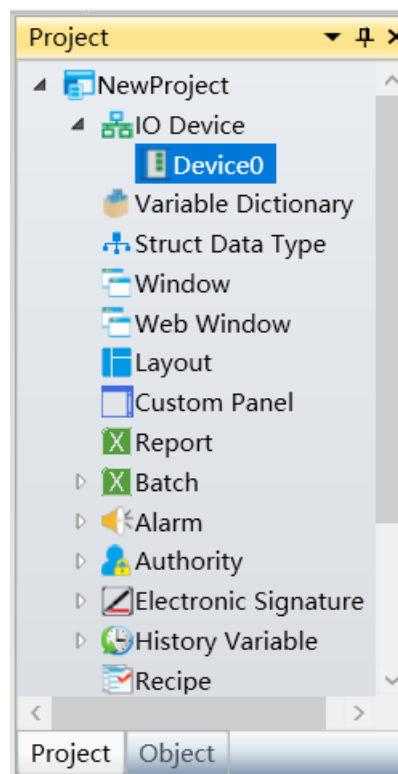 Project
NewProject
IO Device
Device0
Variable Dictionary
Struct Data Type
Window
Web Window
Layout
Custom Panel
Report
Batch
Alarm
Authority
Electronic Signature
History Variable
Recipe
Project Object